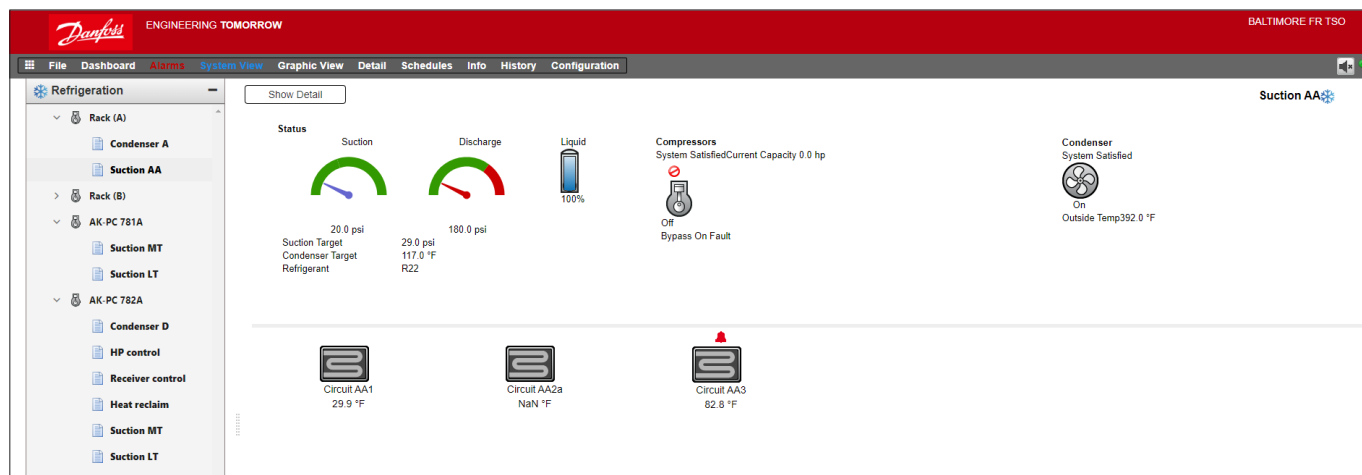 Danfoss
ENGINEERING TOMORROW
BALTIMORE FR TSO
File Dashboard Alarms System View Graphic View Detail Schedules Info History Configuration
Refrigeration
Rack (A)
Condenser A
Suction AA
Rack (B)
AK-PC 781A
Suction MT
Suction LT
AK-PC 782A
Condenser D
HP control
Receiver control
Heat reclaim
Suction MT
Suction LT
Show Detail
Suction AA
Status
Suction
Discharge
Liquid
100%
20.0 psi
180.0 psi
Suction Target 29.0 psi
Condenser Target 117.0 °F
Refrigerant R22
Compressors
System SatisfiedCurrent Capacity 0.0 hp
Off
Bypass On Fault
Condenser
System Satisfied
On
Outside Temp392.0 °F
Circuit AA1
29.9 °F
Circuit AA2a
NaN °F
Circuit AA3
82.8 °F